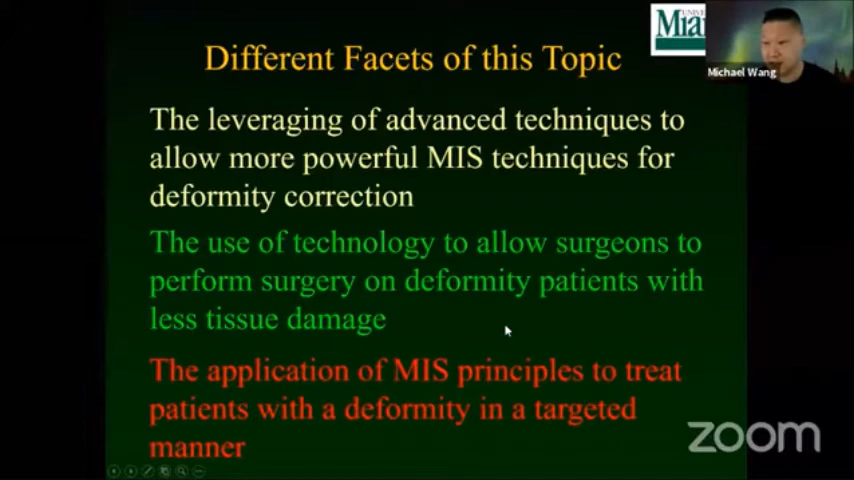 UNIVE
Mia
Michael Wang
Different Facets of this Topic
The leveraging of advanced techniques to
allow more powerful MIS techniques for
deformity correction
The use of technology to allow surgeons to
perform surgery on deformity patients with
less tissue damage
The application of MIS principles to treat
patients with a deformity in a targeted
manner
zoom